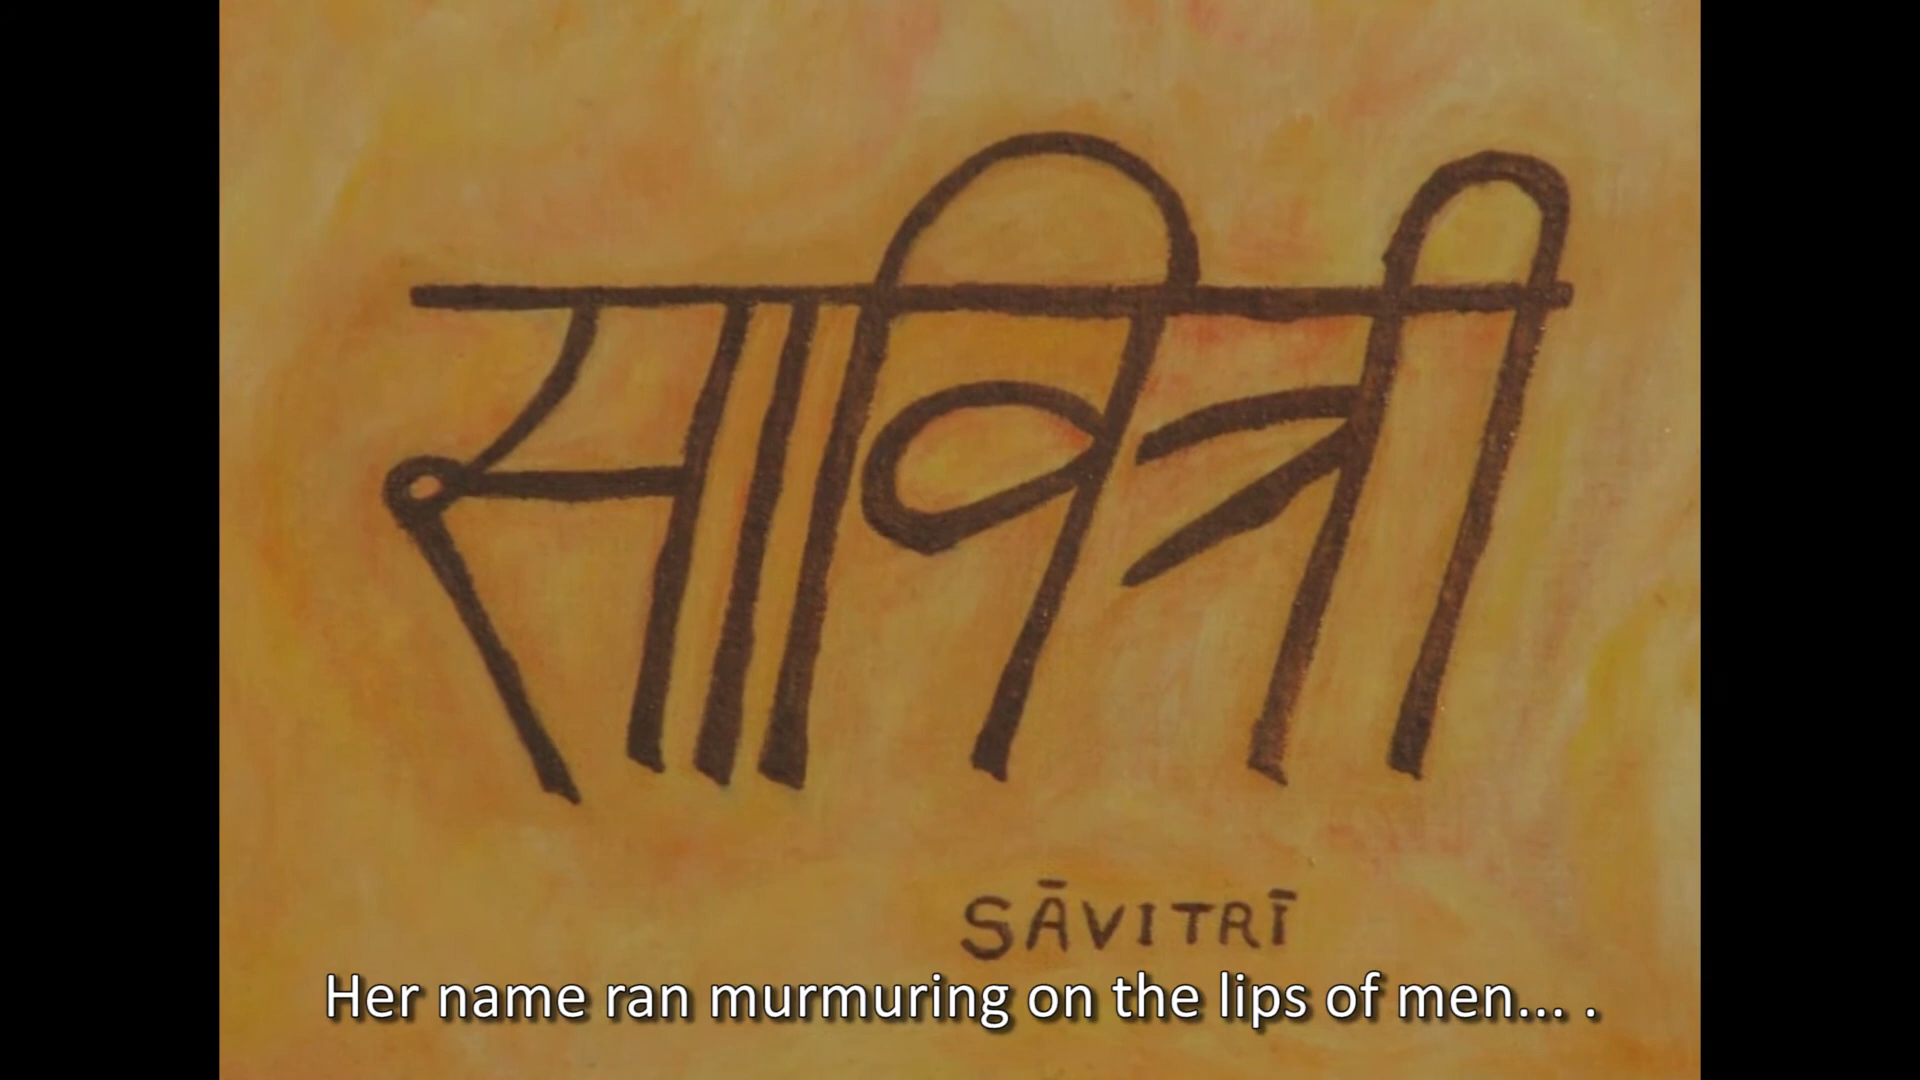 सावित्री
SĀVITRĪ
Her name ran murmuring on the lips of men... .